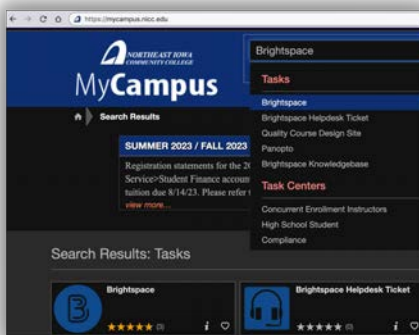 https://mycampus.nicc.edu
NORTHEAST IOWA
COMMUNITY COLLEGE
MyCampus
Brightspace
Tasks
Brightspace
Brightspace Helpdesk Ticket
Quality Course Design Site
Panopto
Brightspace Knowledgebase
Task Centers
Concurrent Enrollment Instructors
High School Student
Compliance
Search Results
SUMMER 2023 / FALL 2023
Registration statements for the 20
Service>Student Finance accoun
tuition due 8/14/23. Please refer t
view more...
Search Results: Tasks
Brightspace
Brightspace Helpdesk Ticket